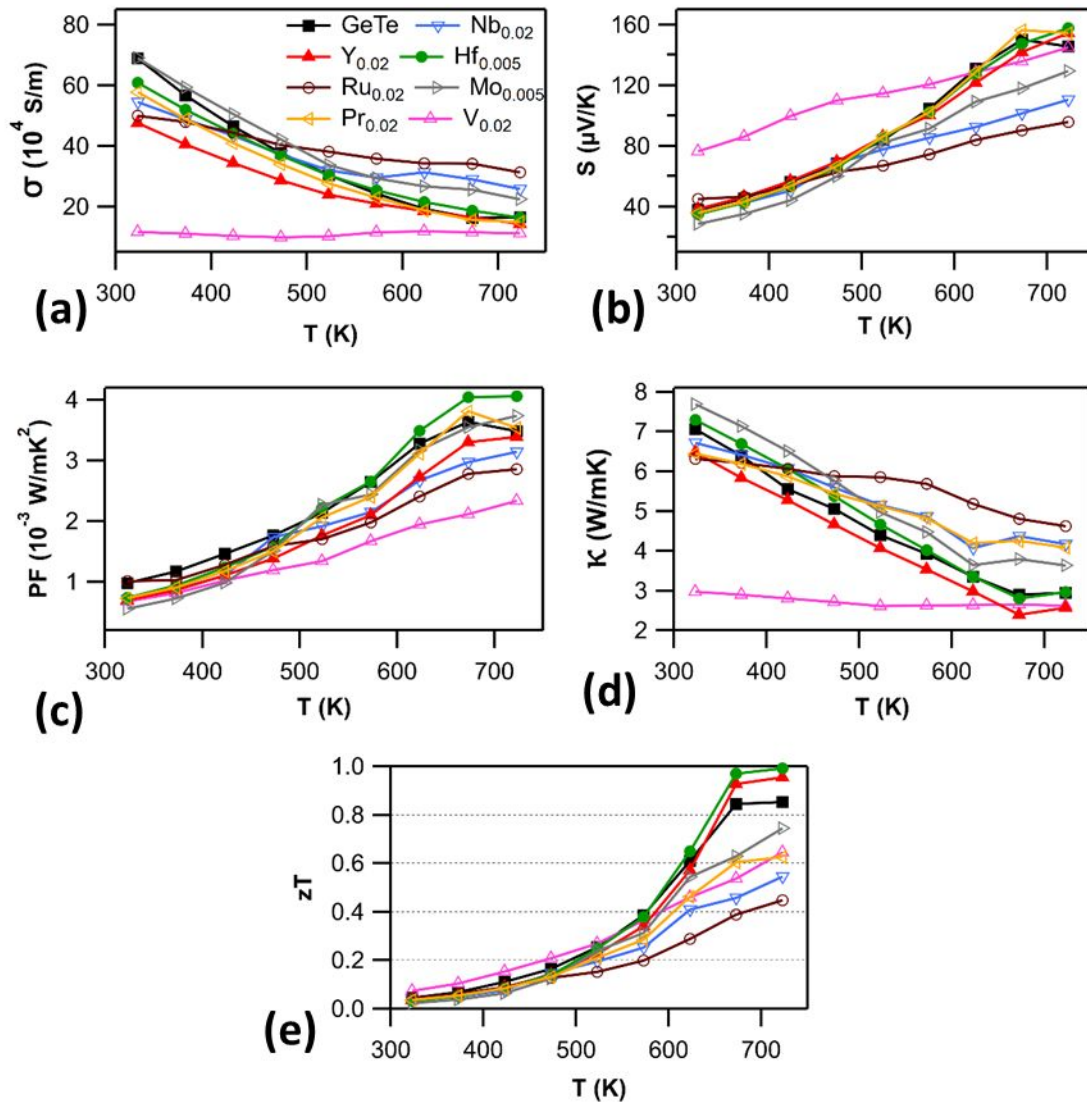 80
60
40
20
σ (10⁴ S/m)
GeTe
Nb₀.₀₂
Y₀.₀₂
Hf₀.₀₀₅
Ru₀.₀₂
Mo₀.₀₀₅
Pr₀.₀₂
V₀.₀₂
300 400 500 600 700
T (K)
(a)
160
120
80
40
S (μV/K)
300 400 500 600 700
T (K)
(b)
4
3
2
1
PF (10⁻³ W/mK²)
300 400 500 600 700
T (K)
(c)
8
7
6
5
4
3
2
K (W/mK)
300 400 500 600 700
T (K)
(d)
1.0
0.8
0.6
0.4
0.2
0.0
zT
300 400 500 600 700
T (K)
(e)